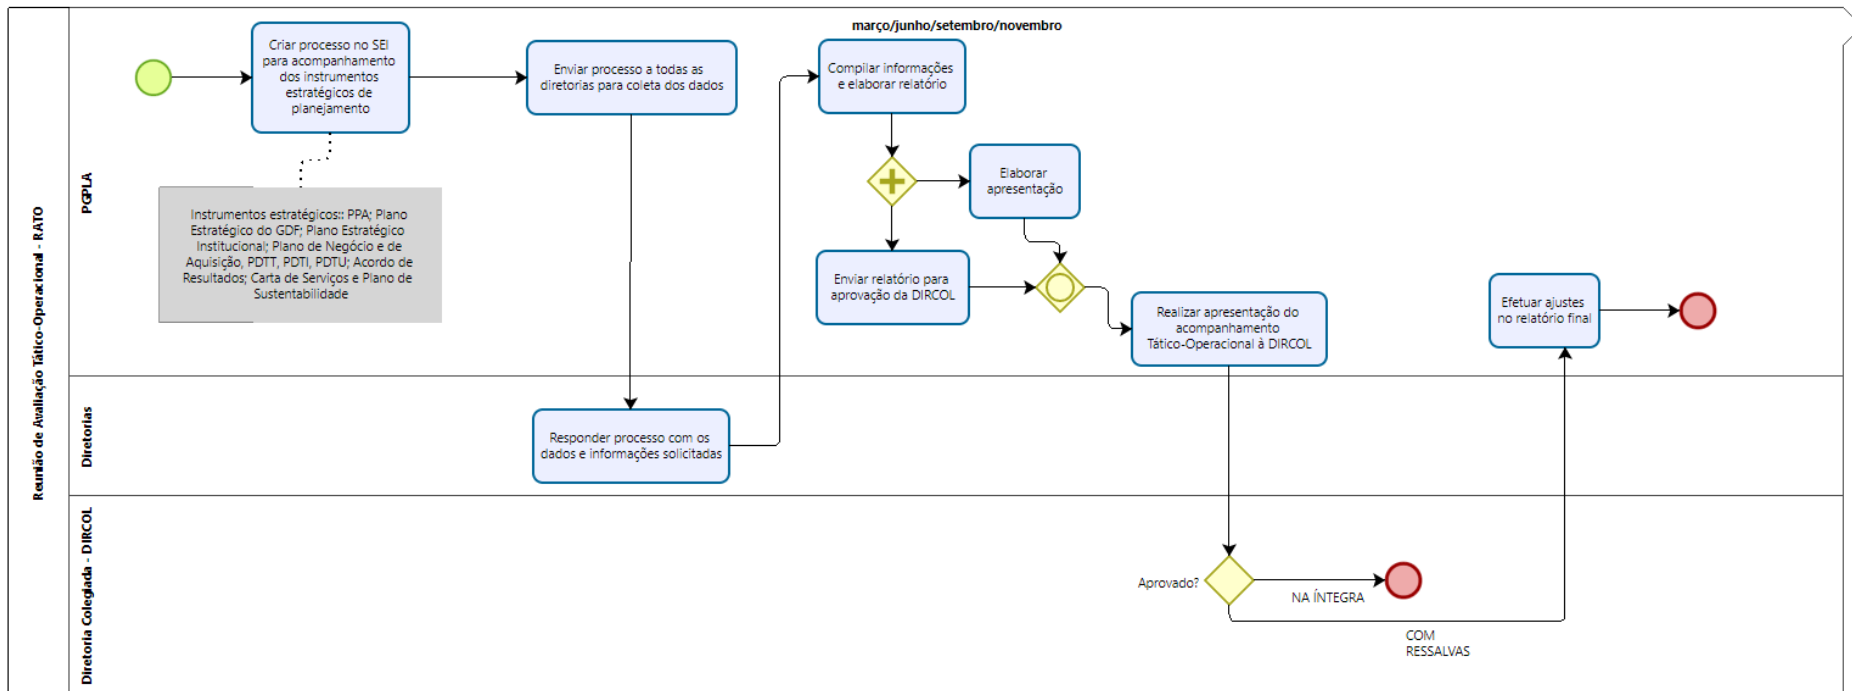 Reunião de Avaliação Tático-Operacional - RATO
março/junho/setembro/novembro
PGPLA
Criar processo no SEI
para acompanhamento
dos instrumentos
estratégicos de
planejamento
Enviar processo a todas as
diretorias para coleta dos dados
Compilar informações
e elaborar relatório
Elaborar
apresentação
Instrumentos estratégicos:: PPA; Plano
Estratégico do GDF; Plano Estratégico
Institucional; Plano de Negócio e de
Aquisição, PDTT, PDTI, PDTU; Acordo de
Resultados; Carta de Serviços e Plano de
Sustentabilidade
Enviar relatório para
aprovação da DIRCOL
Realizar apresentação do
acompanhamento
Tático-Operacional à DIRCOL
Efetuar ajustes
no relatório final
Diretorias
Responder processo com os
dados e informações solicitadas
Diretoria Colegiada - DIRCOL
Aprovado?
NA ÍNTEGRA
COM
RESSALVAS